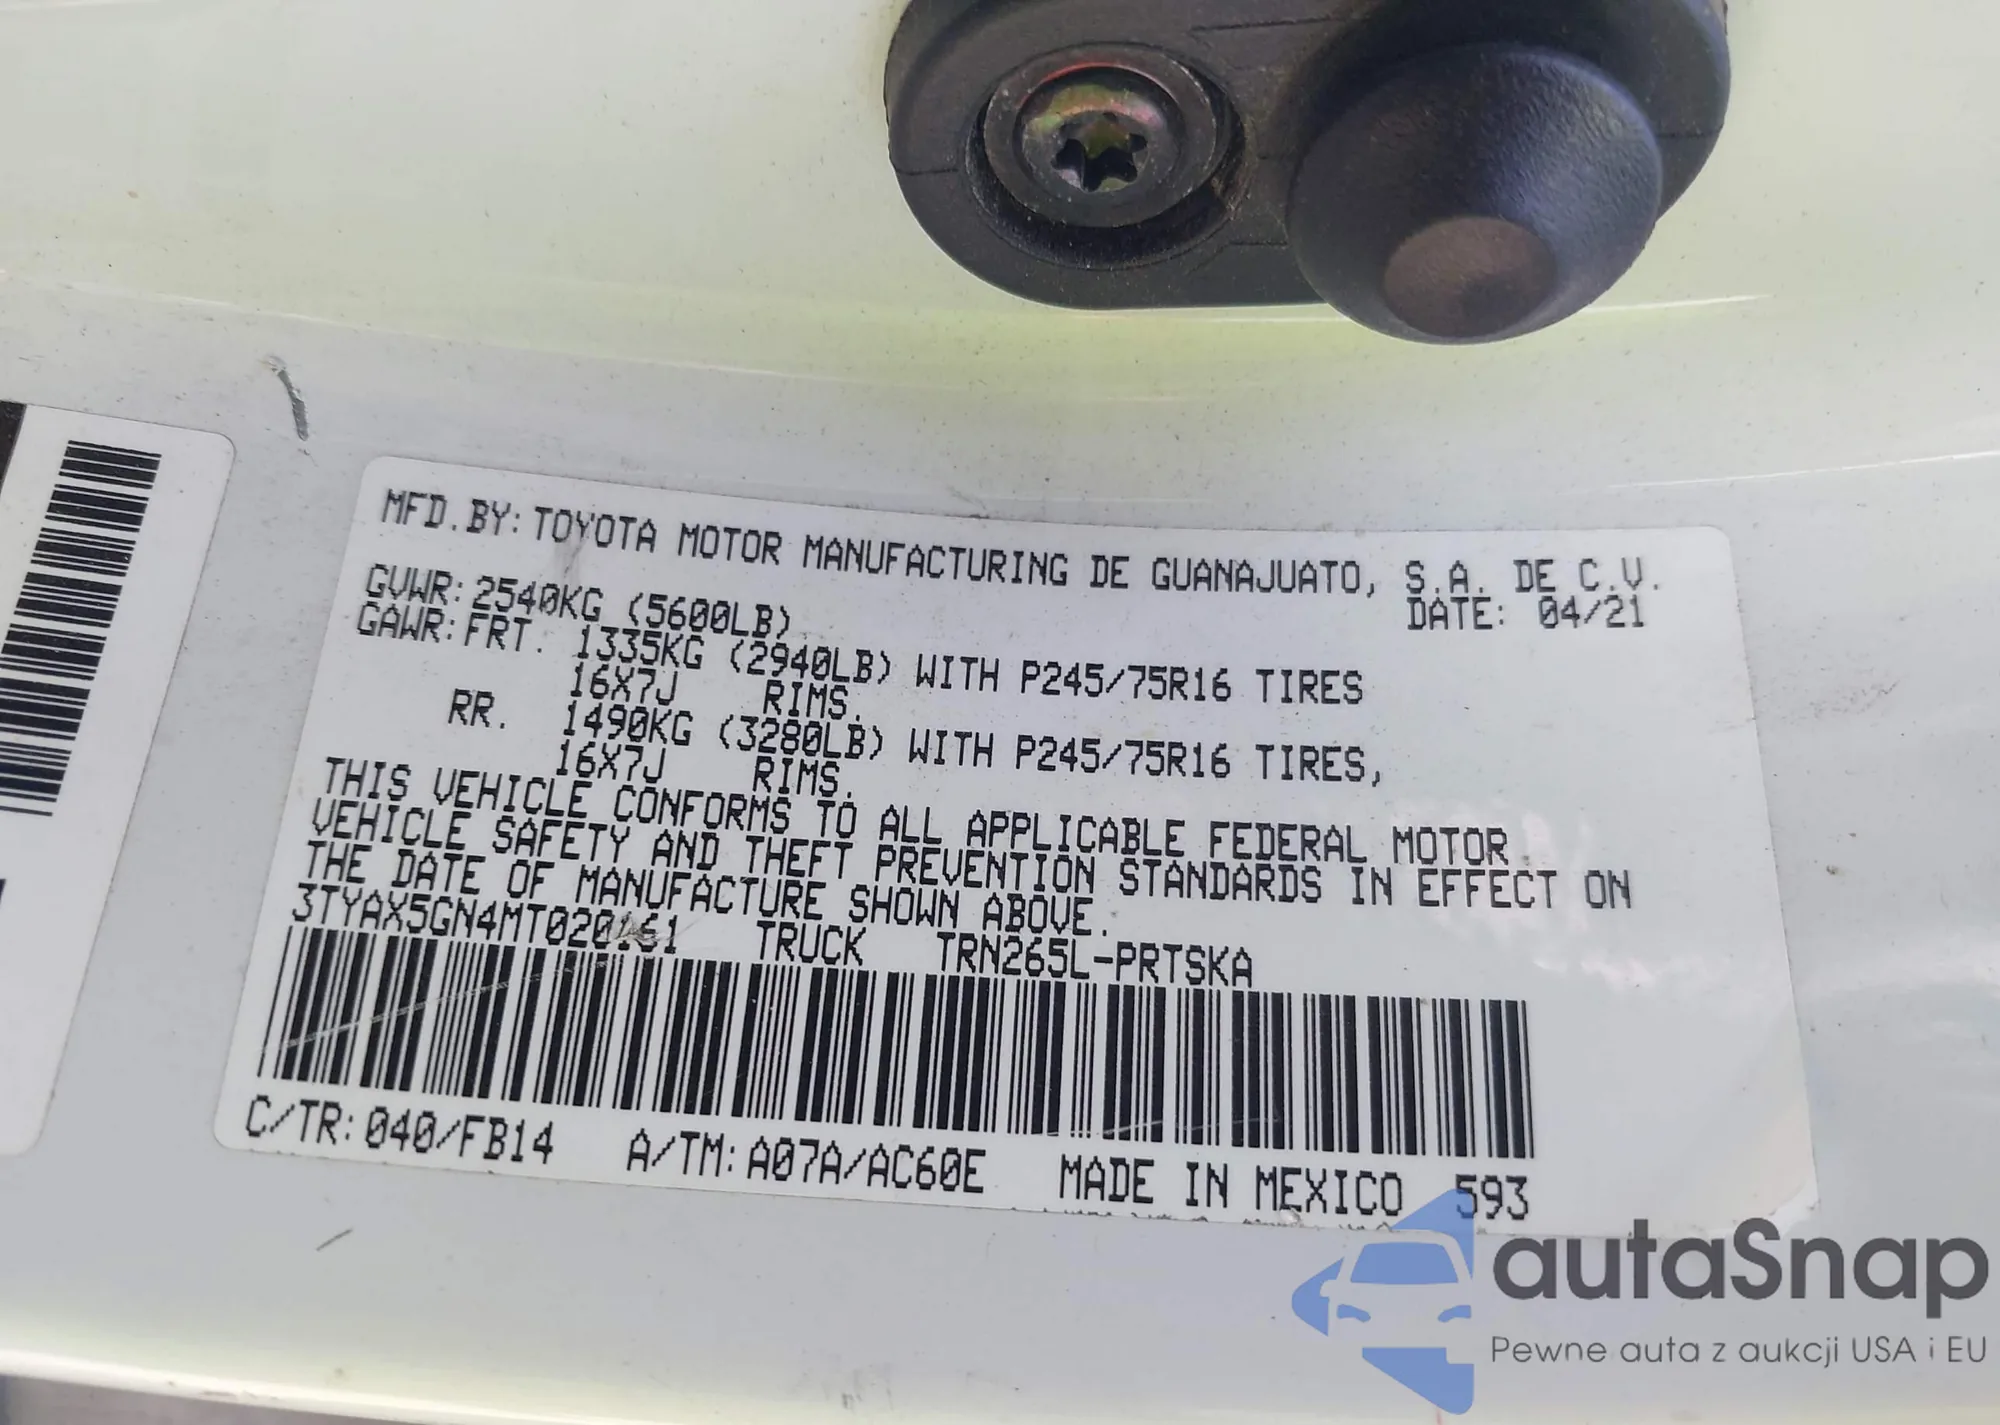 MFD.BY: TOYOTA MOTOR MANUFACTURING DE GUANAJUATO, S.A. DE C.V.
GVWR: 2540KG (5600LB) DATE: 04/21
GAWR: FRT. 1335KG (2940LB) WITH P245/75R16 TIRES
16X7J RIMS.
RR. 1490KG (3280LB) WITH P245/75R16 TIRES,
16X7J RIMS.
THIS VEHICLE CONFORMS TO ALL APPLICABLE FEDERAL MOTOR
VEHICLE SAFETY AND THEFT PREVENTION STANDARDS IN EFFECT ON
THE DATE OF MANUFACTURE SHOWN ABOVE.
3TYAX5GN4MT020161 TRUCK TRN265L-PRTSKA
C/TR: 040/FB14 A/TM: A07A/AC60E MADE IN MEXICO 593
autaSnap
Pewne auta z aukcji USA i EU